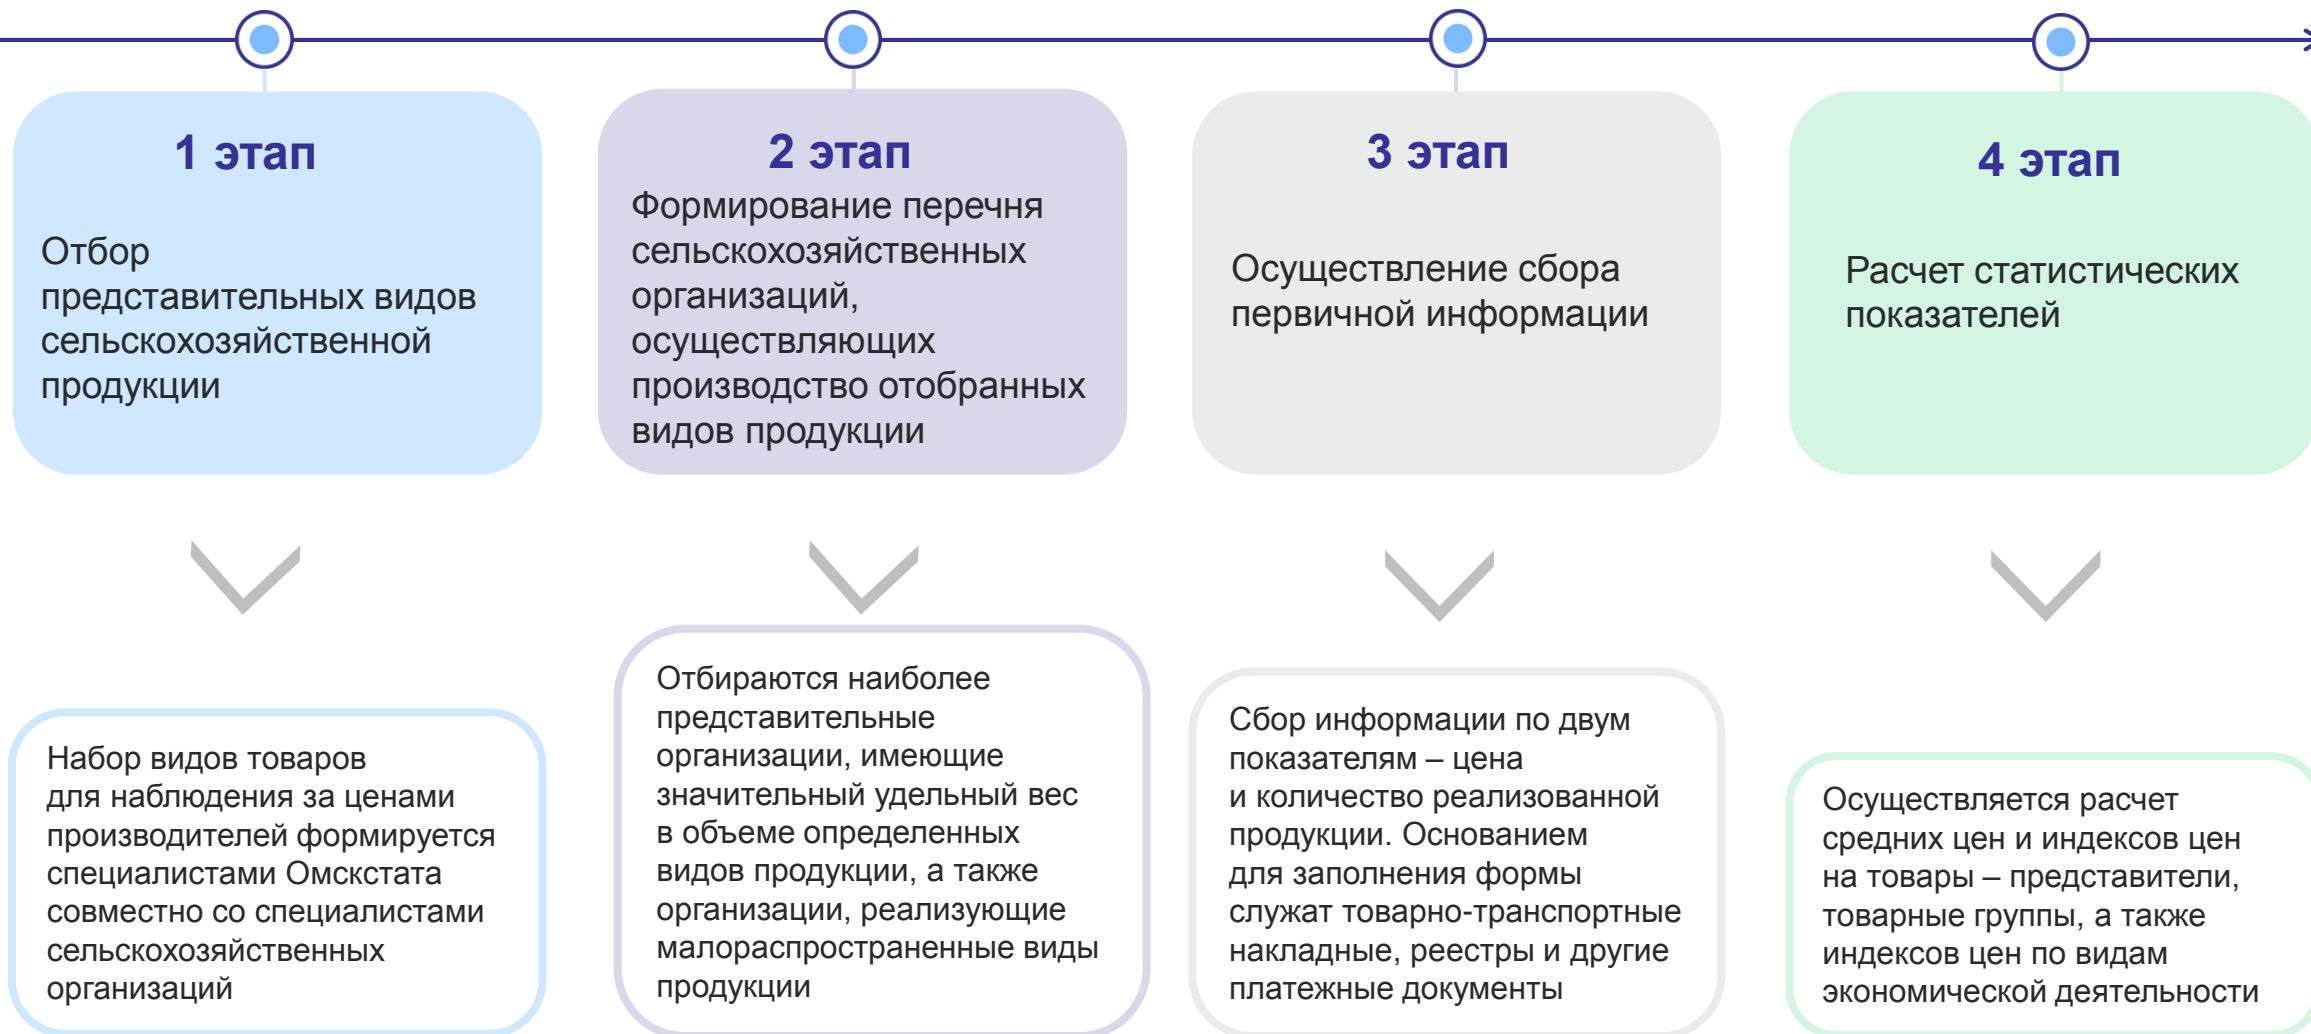 1 этап
Отбор
представительных видов
сельскохозяйственной
продукции
2 этап
Формирование перечня
сельскохозяйственных
организаций,
осуществляющих
производство отобранных
видов продукции
3 этап
Осуществление сбора
первичной информации
4 этап
Расчет статистических
показателей
Набор видов товаров
для наблюдения за ценами
производителей формируется
специалистами Омскстата
совместно со специалистами
сельскохозяйственных
организаций
Отбираются наиболее
представительные
организации, имеющие
значительный удельный вес
в объеме определенных
видов продукции, а также
организации, реализующие
малораспространенные виды
продукции
Сбор информации по двум
показателям – цена
и количество реализованной
продукции. Основанием
для заполнения формы
служат товарно-транспортные
накладные, реестры и другие
платежные документы
Осуществляется расчет
средних цен и индексов цен
на товары – представители,
товарные группы, а также
индексов цен по видам
экономической деятельности